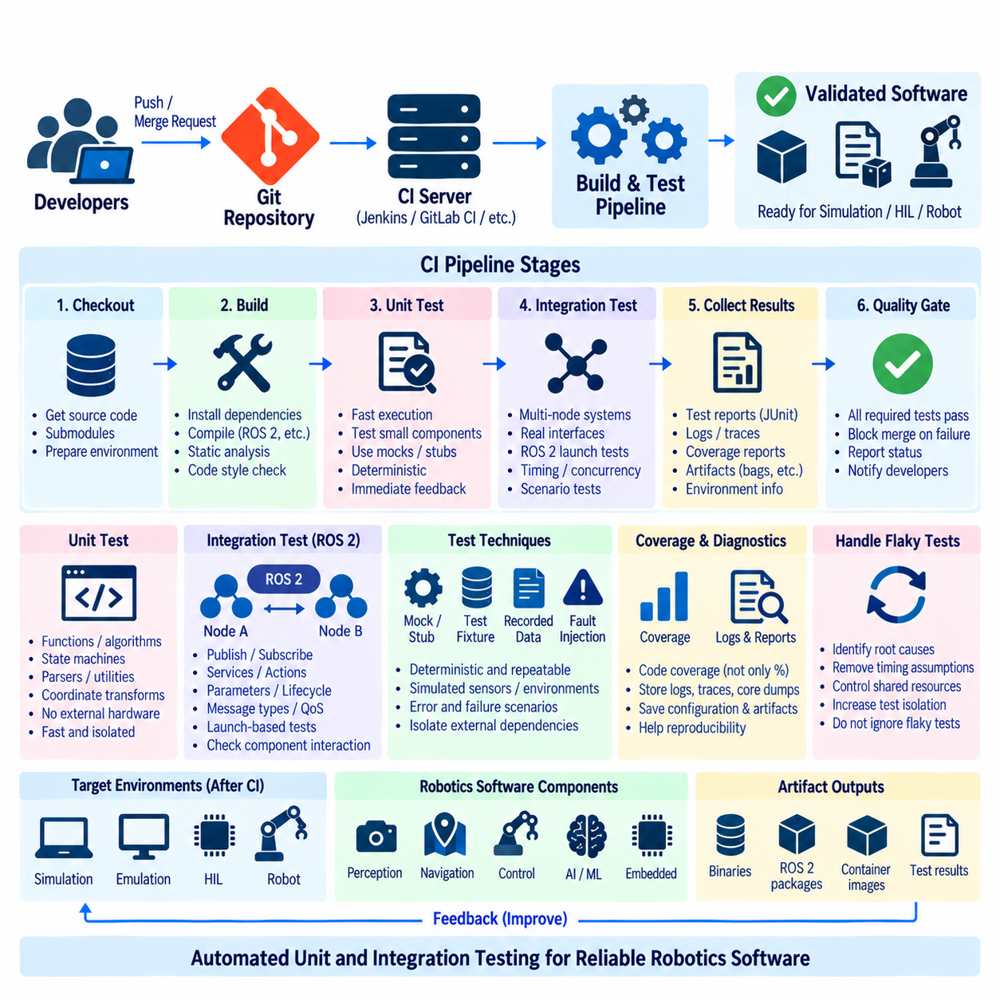 Push /
Merge Request
Developers
Git
Repository
CI Server
(Jenkins / GitLab CI / etc.)
Build & Test
Pipeline
Validated Software
Ready for Simulation / HIL / Robot
CI Pipeline Stages
1. Checkout
• Get source code
• Submodules
• Prepare environment
2. Build
• Install dependencies
• Compile (ROS 2, etc.)
• Static analysis
• Code style check
3. Unit Test
• Fast execution
• Test small components
• Use mocks / stubs
• Deterministic
• Immediate feedback
4. Integration Test
• Multi-node systems
• Real interfaces
• ROS 2 launch tests
• Timing / concurrency
• Scenario tests
5. Collect Results
• Test reports (JUnit)
• Logs / traces
• Coverage reports
• Artifacts (bags, etc.)
• Environment info
6. Quality Gate
• All required tests pass
• Block merge on failure
• Report status
• Notify developers
Unit Test
</>
• Functions / algorithms
• State machines
• Parsers / utilities
• Coordinate transforms
• No external hardware
• Fast and isolated
Integration Test (ROS 2)
ROS 2
Node A
Node B
• Publish / Subscribe
• Services / Actions
• Parameters / Lifecycle
• Message types / QoS
• Launch-based tests
• Check component interaction
Test Techniques
Mock /
Stub
Test
Fixture
Recorded
Data
Fault
Injection
• Deterministic and repeatable
• Simulated sensors / environments
• Error and failure scenarios
• Isolate external dependencies
Coverage & Diagnostics
Coverage
Logs & Reports
• Code coverage (not only %)
• Store logs, traces, core dumps
• Save configuration & artifacts
• Help reproducibility
Handle Flaky Tests
• Identify root causes
• Remove timing assumptions
• Control shared resources
• Increase test isolation
• Do not ignore flaky tests
Target Environments (After CI)
Simulation
Emulation
HIL
Robot
Robotics Software Components
Perception
Navigation
Control
AI / ML
Embedded
Artifact Outputs
Binaries
ROS 2
packages
Container
images
Test results
Feedback (Improve)
Automated Unit and Integration Testing for Reliable Robotics Software